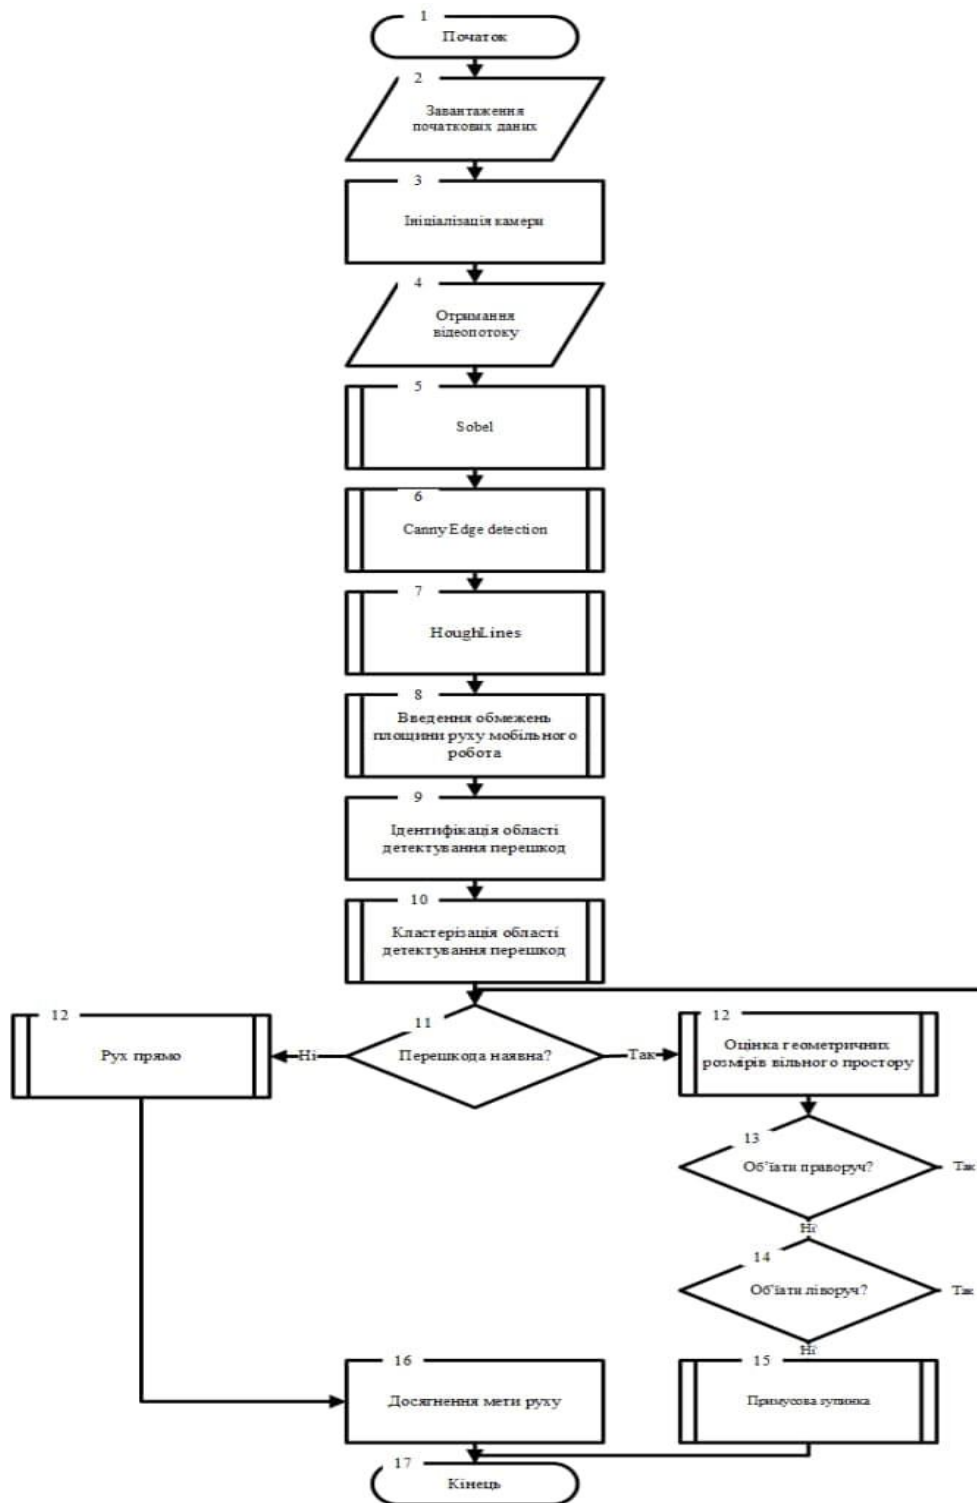 1
Початок
2
Завантаження
початкових даних
3
Ініціалізація камери
4
Отримання
відеопотоку
5
Sobel
6
Canny Edge detection
7
HoughLines
8
Введення обмежень
площини руху мобільного
робота
9
Ідентифікація області
детектування перешкод
10
Кластерізація області
детектування перешкод
12
Рух прямо
Ні
11
Перешкода наявна?
Так
12
Оцінка геометричних
розмірів вільного простору
13
Об'їати праворуч?
Так
Ні
14
Об'їати ліворуч?
Так
Ні
16
Досягнення мети руху
15
Примусова зупинка
17
Кінець